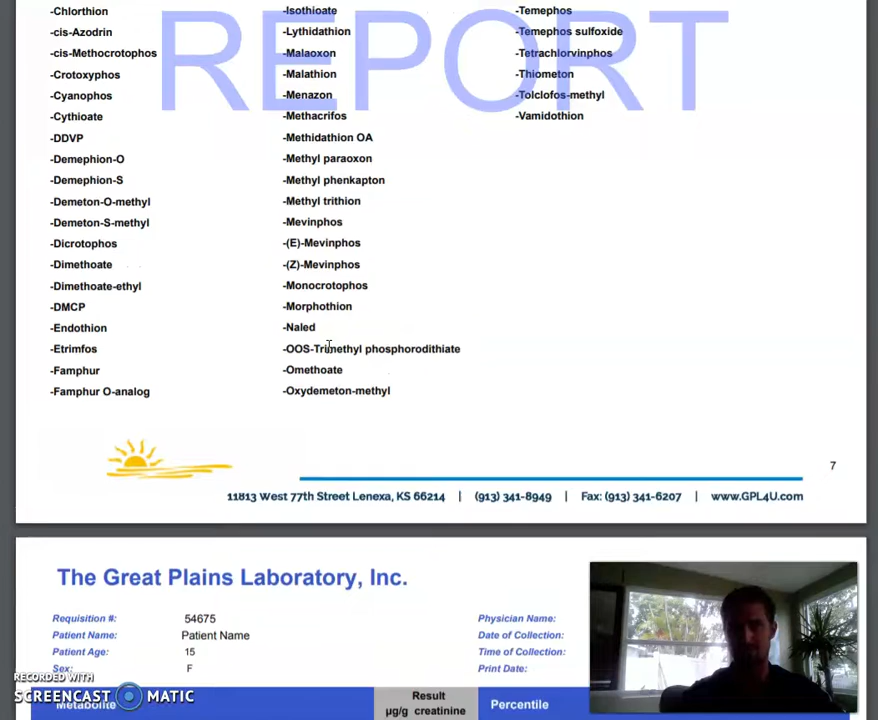 REPORT
-Chlorthion
-cis-Azodrin
-cis-Methocrotophos
-Crotoxyphos
-Cyanophos
-Cythioate
-DDVP
-Demephion-O
-Demephion-S
-Demeton-O-methyl
-Demeton-S-methyl
-Dicrotophos
-Dimethoate
-Dimethoate-ethyl
-DMCP
-Endothion
-Etrimfos
-Famphur
-Famphur O-analog
-Isothioate
-Lythidathion
-Malaoxon
-Malathion
-Menazon
-Methacrifos
-Methidathion OA
-Methyl paraoxon
-Methyl phenkapton
-Methyl trithion
-Mevinphos
-(E)-Mevinphos
-(Z)-Mevinphos
-Monocrotophos
-Morphothion
-Naled
-OOS-Trimethyl phosphorodithiate
-Omethoate
-Oxydemeton-methyl
-Temephos
-Temephos sulfoxide
-Tetrachlorvinphos
-Thiometon
-Tolclofos-methyl
-Vamidothion
7
11813 West 77th Street Lenexa, KS 66214 | (913) 341-8949 | Fax: (913) 341-6207 | www.GPL4U.com
The Great Plains Laboratory, Inc.
Requisition #: 54675
Patient Name: Patient Name
Patient Age: 15
Sex: F
Physician Name:
Date of Collection:
Time of Collection:
Print Date:
RECORDED WITH
SCREENCAST MATIC
Metabolite
Result
µg/g creatinine
Percentile